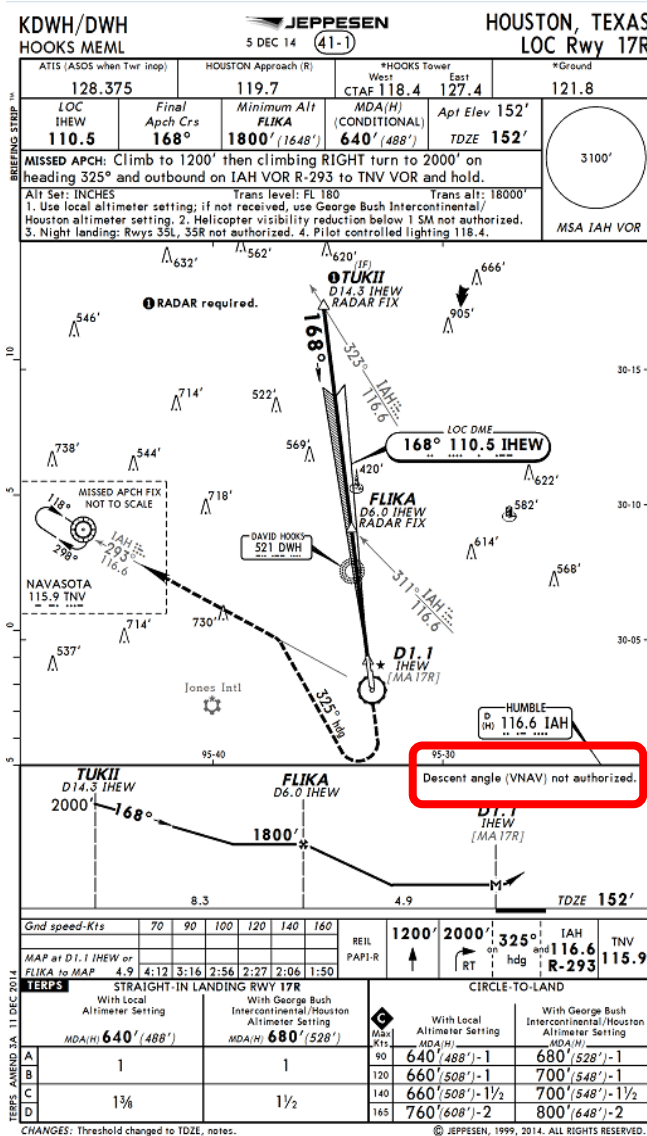 KDWH/DWH
HOOKS MEML
JEPPESEN
5 DEC 14
41-1
HOUSTON, TEXAS
LOC Rwy 17R
BRIEFING STRIP ™
ATIS (ASOS when Twr inop)
128.375
HOUSTON Approach (R)
119.7
*HOOKS Tower
West East
CTAF 118.4 127.4
*Ground
121.8
LOC
IHEW
110.5
Final
Apch Crs
168°
Minimum Alt
FLIKA
1800' (1648')
MDA(H)
(CONDITIONAL)
640' (488')
Apt Elev 152'
TDZE 152'
MISSED APCH: Climb to 1200' then climbing RIGHT turn to 2000' on
heading 325° and outbound on IAH VOR R-293 to TNV VOR and hold.
Alt Set: INCHES Trans level: FL 180 Trans alt: 18000'
1. Use local altimeter setting; if not received, use George Bush Intercontinental/
Houston altimeter setting. 2. Helicopter visibility reduction below 1 SM not authorized.
3. Night landing: Rwys 35L, 35R not authorized. 4. Pilot controlled lighting 118.4.
3100'
MSA IAH VOR
632'
562'
620'
(IF)
1 TUKII
D14.3 IHEW
RADAR FIX
666'
905'
1 RADAR required.
546'
168°
323°
IAH
116.6
10
30-15
714'
522'
LOC DME
168° 110.5 IHEW
569'
738'
544'
420'
622'
5
MISSED APCH FIX
NOT TO SCALE
718'
FLIKA
D6.0 IHEW
RADAR FIX
582'
30-10
118°
298°
IAH
293°
116.6
DAVID HOOKS
521 DWH
614'
311° IAH
116.6
568'
NAVASOTA
115.9 TNV
714'
730'
0
30-05
537'
D1.1
IHEW
[MA17R]
Jones Intl
325° hdg
HUMBLE
D
(H) 116.6 IAH
5
95-40
95-30
TUKII
D14.3 IHEW
FLIKA
D6.0 IHEW
Descent angle (VNAV) not authorized.
D1.1
IHEW
[MA17R]
2000'
168°
1800'
M
8.3
4.9
TDZE 152'
Gnd speed-Kts 70 90 100 120 140 160
MAP at D1.1 IHEW or
FLIKA to MAP 4.9 4:12 3:16 2:56 2:27 2:06 1:50
REIL
PAPI-R
1200'
2000'
RT
on 325° hdg
and IAH 116.6 R-293
TNV
115.9
TERPS
STRAIGHT-IN LANDING RWY 17R
CIRCLE-TO-LAND
With Local
Altimeter Setting
MDA(H) 640' (488')
With George Bush
Intercontinental/Houston
Altimeter Setting
MDA(H) 680' (528')
C
Max
Kts
With Local
Altimeter Setting
MDA(H)
With George Bush
Intercontinental/Houston
Altimeter Setting
MDA(H)
A
B
1
1
C
D
1⅜
1½
90 640' (488')-1 680' (528')-1
120 660' (508')-1 700' (548')-1
140 660' (508')-1½ 700' (548')-1½
165 760' (608')-2 800' (648')-2
TERPS AMEND 3A 11 DEC 2014
CHANGES: Threshold changed to TDZE, notes.
© JEPPESEN, 1999, 2014. ALL RIGHTS RESERVED.